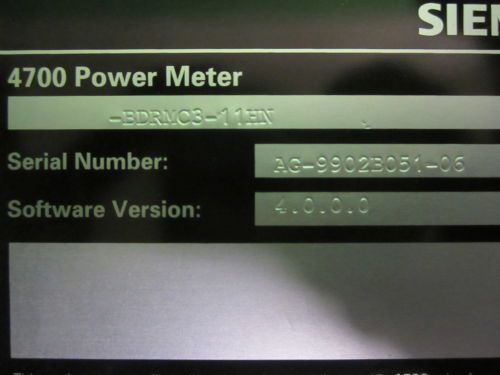 SIEM
4700 Power Meter
-BDRMC3-11HN
Serial Number: AG-9902B051-06
Software Version: 4.0.0.0